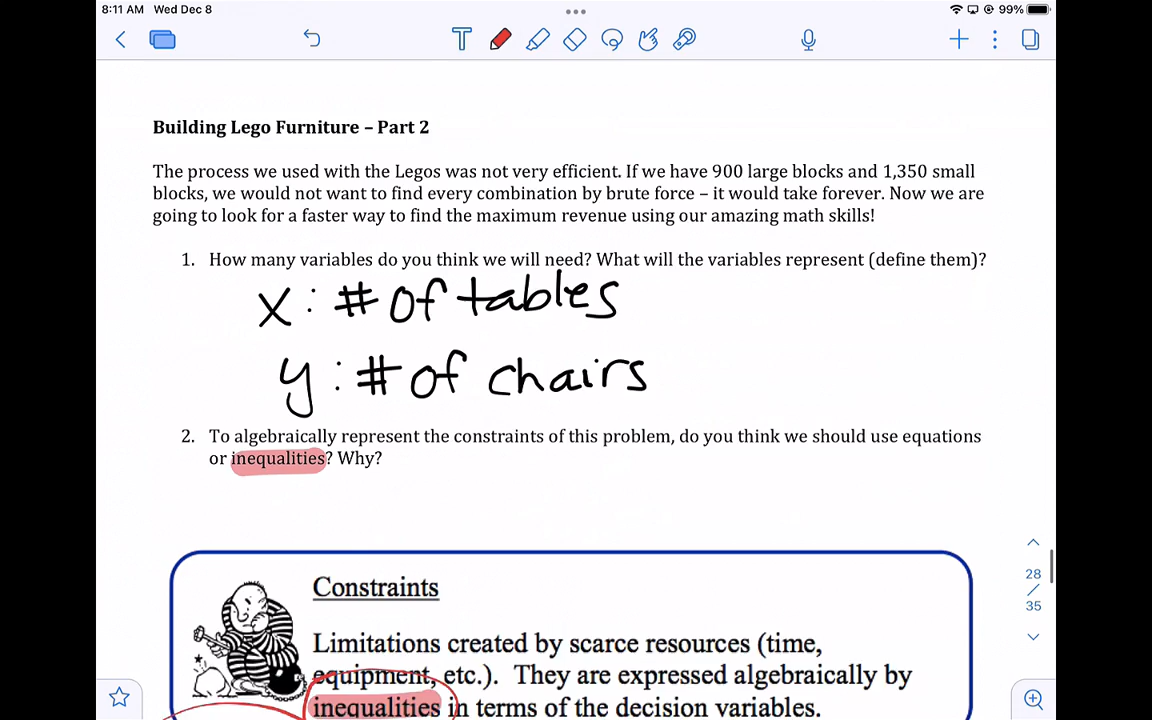 8:11 AM Wed Dec 8
99%
T
Building Lego Furniture – Part 2
The process we used with the Legos was not very efficient. If we have 900 large blocks and 1,350 small
blocks, we would not want to find every combination by brute force – it would take forever. Now we are
going to look for a faster way to find the maximum revenue using our amazing math skills!
1. How many variables do you think we will need? What will the variables represent (define them)?
x : # of tables
y : # of chairs
2. To algebraically represent the constraints of this problem, do you think we should use equations
or inequalities? Why?
Constraints
Limitations created by scarce resources (time,
equipment, etc.). They are expressed algebraically by
inequalities in terms of the decision variables.
28
/
35